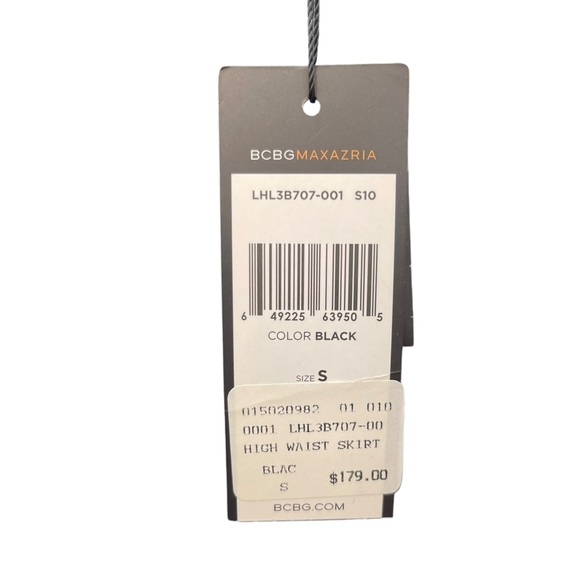 BCBGMAXAZRIA
LHL3B707-001 S10
6 49225 63950 5
COLOR BLACK
SIZE S
015020982 01 010
0001 LHL3B707-00
HIGH WAIST SKIRT
BLAC
S $179.00
BCBG.COM